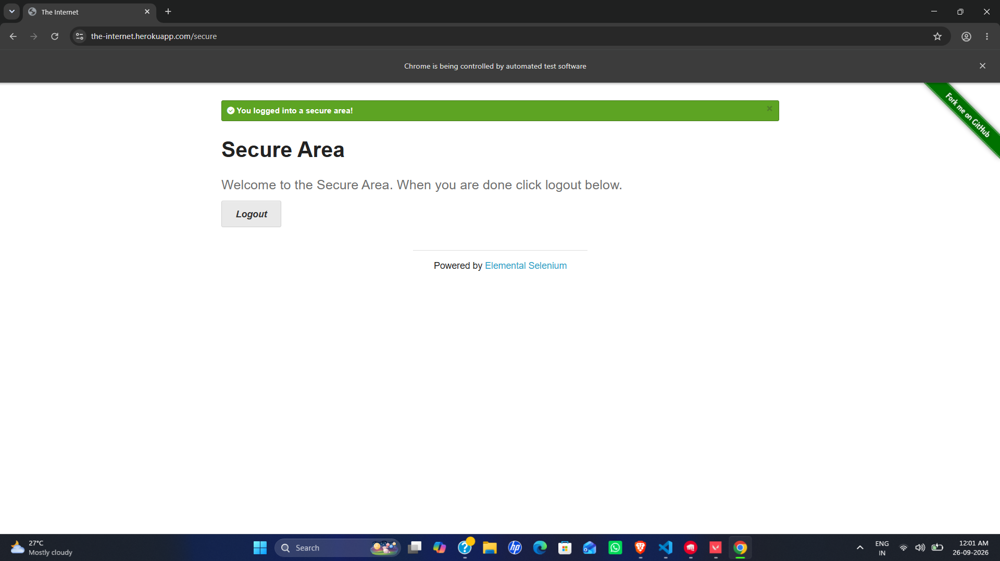 The Internet
the-internet.herokuapp.com/secure
Chrome is being controlled by automated test software
Fork me on GitHub
You logged into a secure area!
Secure Area
Welcome to the Secure Area. When you are done click logout below.
Logout
Powered by Elemental Selenium
27°C
Mostly cloudy
Search
hp
ENG
IN
12:01 AM
26-09-2026